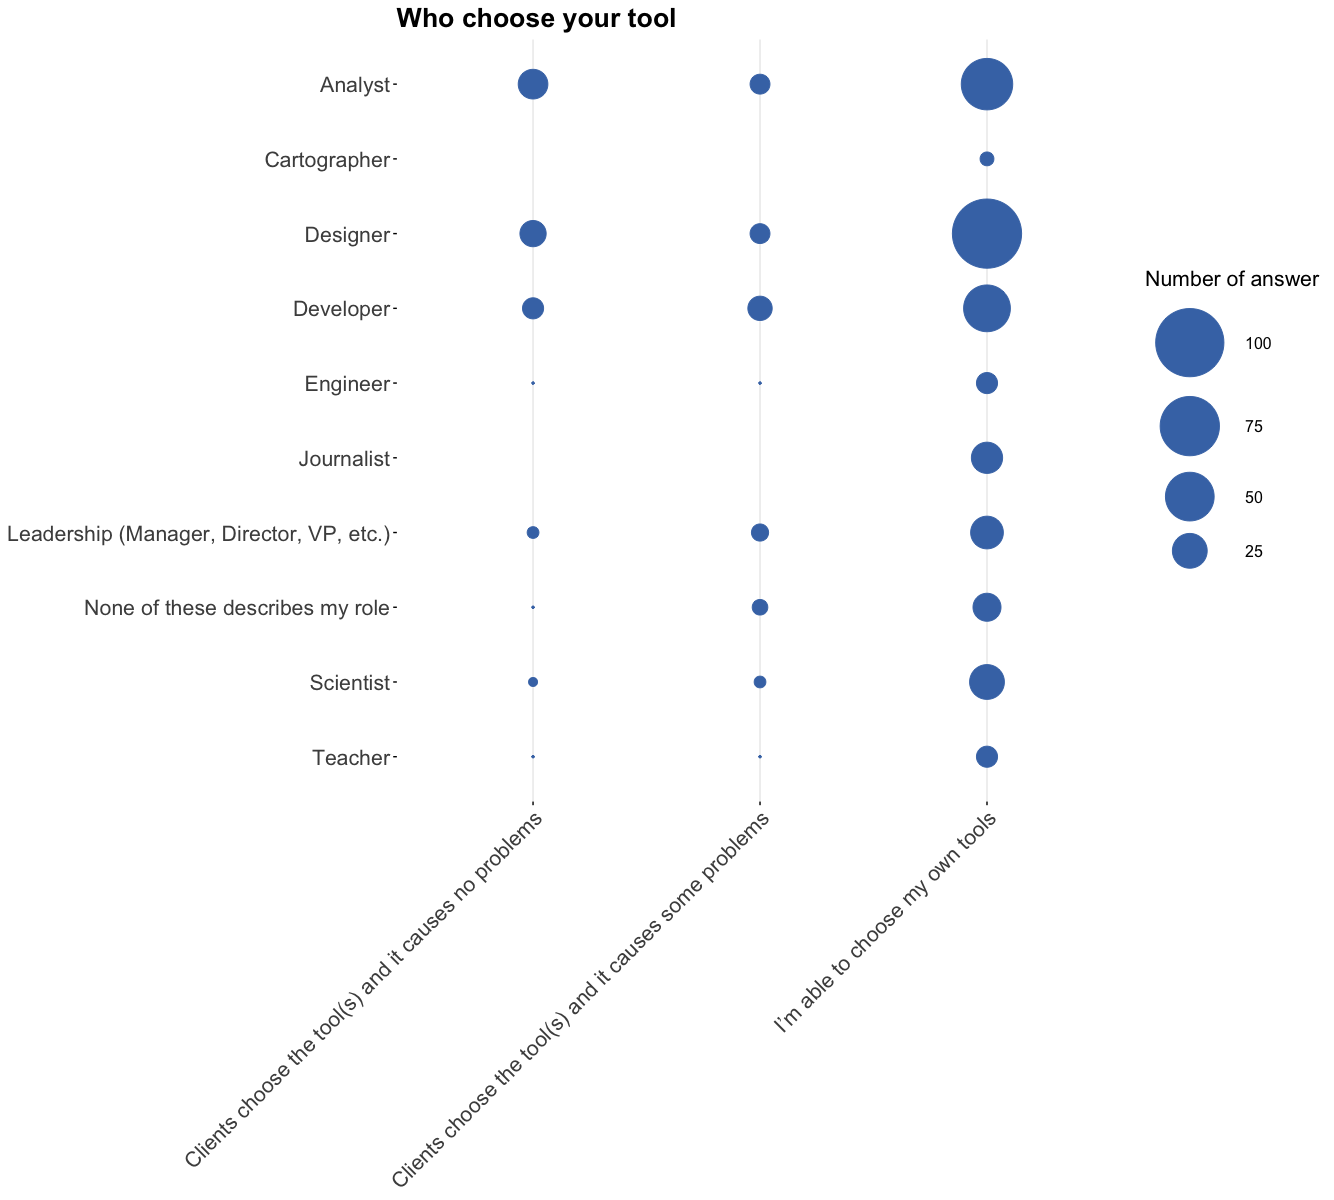 Who choose your tool
Analyst
Cartographer
Designer
Developer
Engineer
Journalist
Leadership (Manager, Director, VP, etc.)
None of these describes my role
Scientist
Teacher
Clients choose the tool(s) and it causes no problems
Clients choose the tool(s) and it causes some problems
I'm able to choose my own tools
Number of answer
100
75
50
25